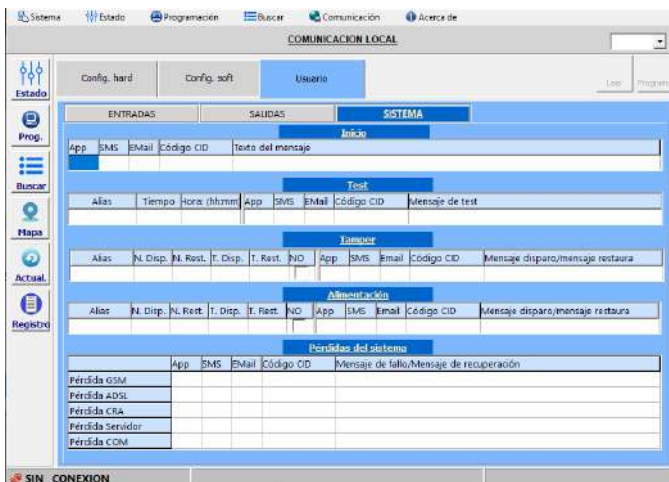 Sistema Estado Programación Buscar Comunicación Acerca de
COMUNICACION LOCAL
Estado Config. hard Config. soft Usuario Leer
Prog. ENTRADAS SALIDAS SISTEMA
Inicio
App SMS EMail Código CID Texto del mensaje
Buscar Test
Alias Tiempo Hora: (hh:mm) App SMS EMail Código CID Mensaje de test
Mapa Tamper
Alias N. Disp. N. Rest. T. Disp. T. Rest. NO App SMS Email Código CID Mensaje disparo/mensaje restaura
Actual. Alimentación
Alias N. Disp. N. Rest. T. Disp. T. Rest. NO App SMS Email Código CID Mensaje disparo/mensaje restaura
Registro
Pérdidas del sistema
App SMS EMail Código CID Mensaje de fallo/Mensaje de recuperación
Pérdida GSM
Pérdida ADSL
Pérdida CRA
Pérdida Servidor
Pérdida COM
SIN CONEXION